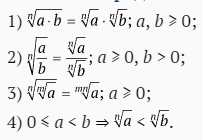 1) ⁿ√(a · b) = ⁿ√a · ⁿ√b; a, b ⩾ 0;
2) ⁿ√(a/b) = ⁿ√a / ⁿ√b; a ⩾ 0, b > 0;
3) ⁿ√(ᵐ√a) = ᵐⁿ√a; a ⩾ 0;
4) 0 ⩽ a < b ⇒ ⁿ√a < ⁿ√b.